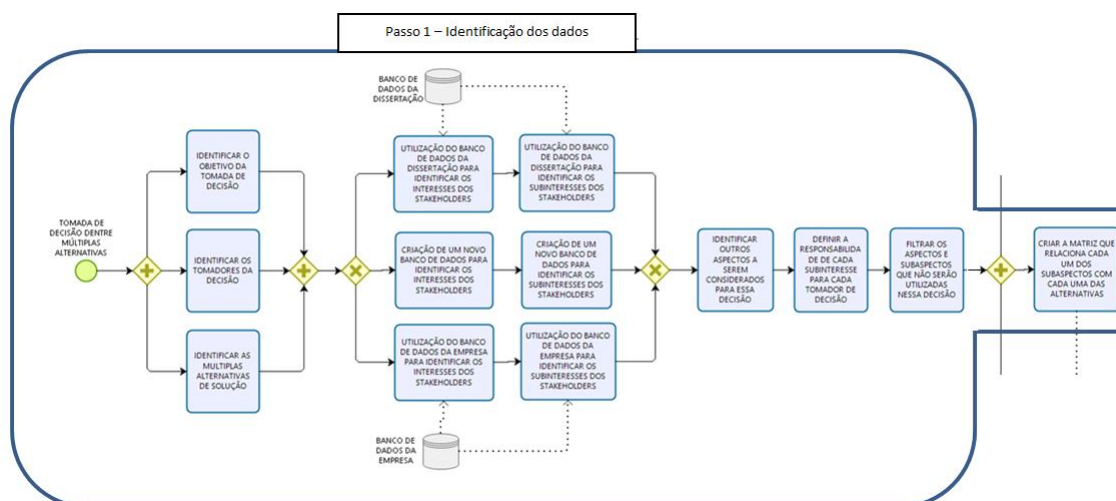 Passo 1 – Identificação dos dados
BANCO DE
DADOS DA
DISSERTAÇÃO
IDENTIFICAR O
OBJETIVO DA
TOMADA DE
DECISÃO
UTILIZAÇÃO DO BANCO
DE DADOS DA
DISSERTAÇÃO PARA
IDENTIFICAR OS
INTERESSES DOS
STAKEHOLDERS
UTILIZAÇÃO DO BANCO
DE DADOS DA
DISSERTAÇÃO PARA
IDENTIFICAR OS
SUBINTERESSES DOS
STAKEHOLDERS
TOMADA DE
DECISÃO DENTRE
MÚLTIPLAS
ALTERNATIVAS
IDENTIFICAR OS
TOMADORES DA
DECISÃO
CRIAÇÃO DE UM NOVO
BANCO DE DADOS PARA
IDENTIFICAR OS
INTERESSES DOS
STAKEHOLDERS
CRIAÇÃO DE UM
NOVO BANCO DE DADOS
PARA IDENTIFICAR OS
SUBINTERESSES DOS
STAKEHOLDERS
IDENTIFICAR
OUTROS
ASPECTOS A
SEREM
CONSIDERADOS
PARA ESSA
DECISÃO
DEFINIR A
RESPONSABILIDA
DE DE CADA
SUBINTERESSE
PARA CADA
TOMADOR DE
DECISÃO
FILTRAR OS
ASPECTOS E
SUBASPECTOS
QUE NÃO SERÃO
UTILIZADAS
NESSA DECISÃO
CRIAR A MATRIZ QUE
RELACIONA CADA
UM DOS
SUBASPECTOS COM
CADA UMA DAS
ALTERNATIVAS
IDENTIFICAR AS
MULTIPLAS
ALTERNATIVAS
DE SOLUÇÃO
UTILIZAÇÃO DO BANCO
DE DADOS DA EMPRESA
PARA IDENTIFICAR OS
INTERESSES DOS
STAKEHOLDERS
UTILIZAÇÃO DO BANCO
DE DADOS DA
EMPRESA PARA
IDENTIFICAR OS
SUBINTERESSES DOS
STAKEHOLDERS
BANCO DE
DADOS DA
EMPRESA